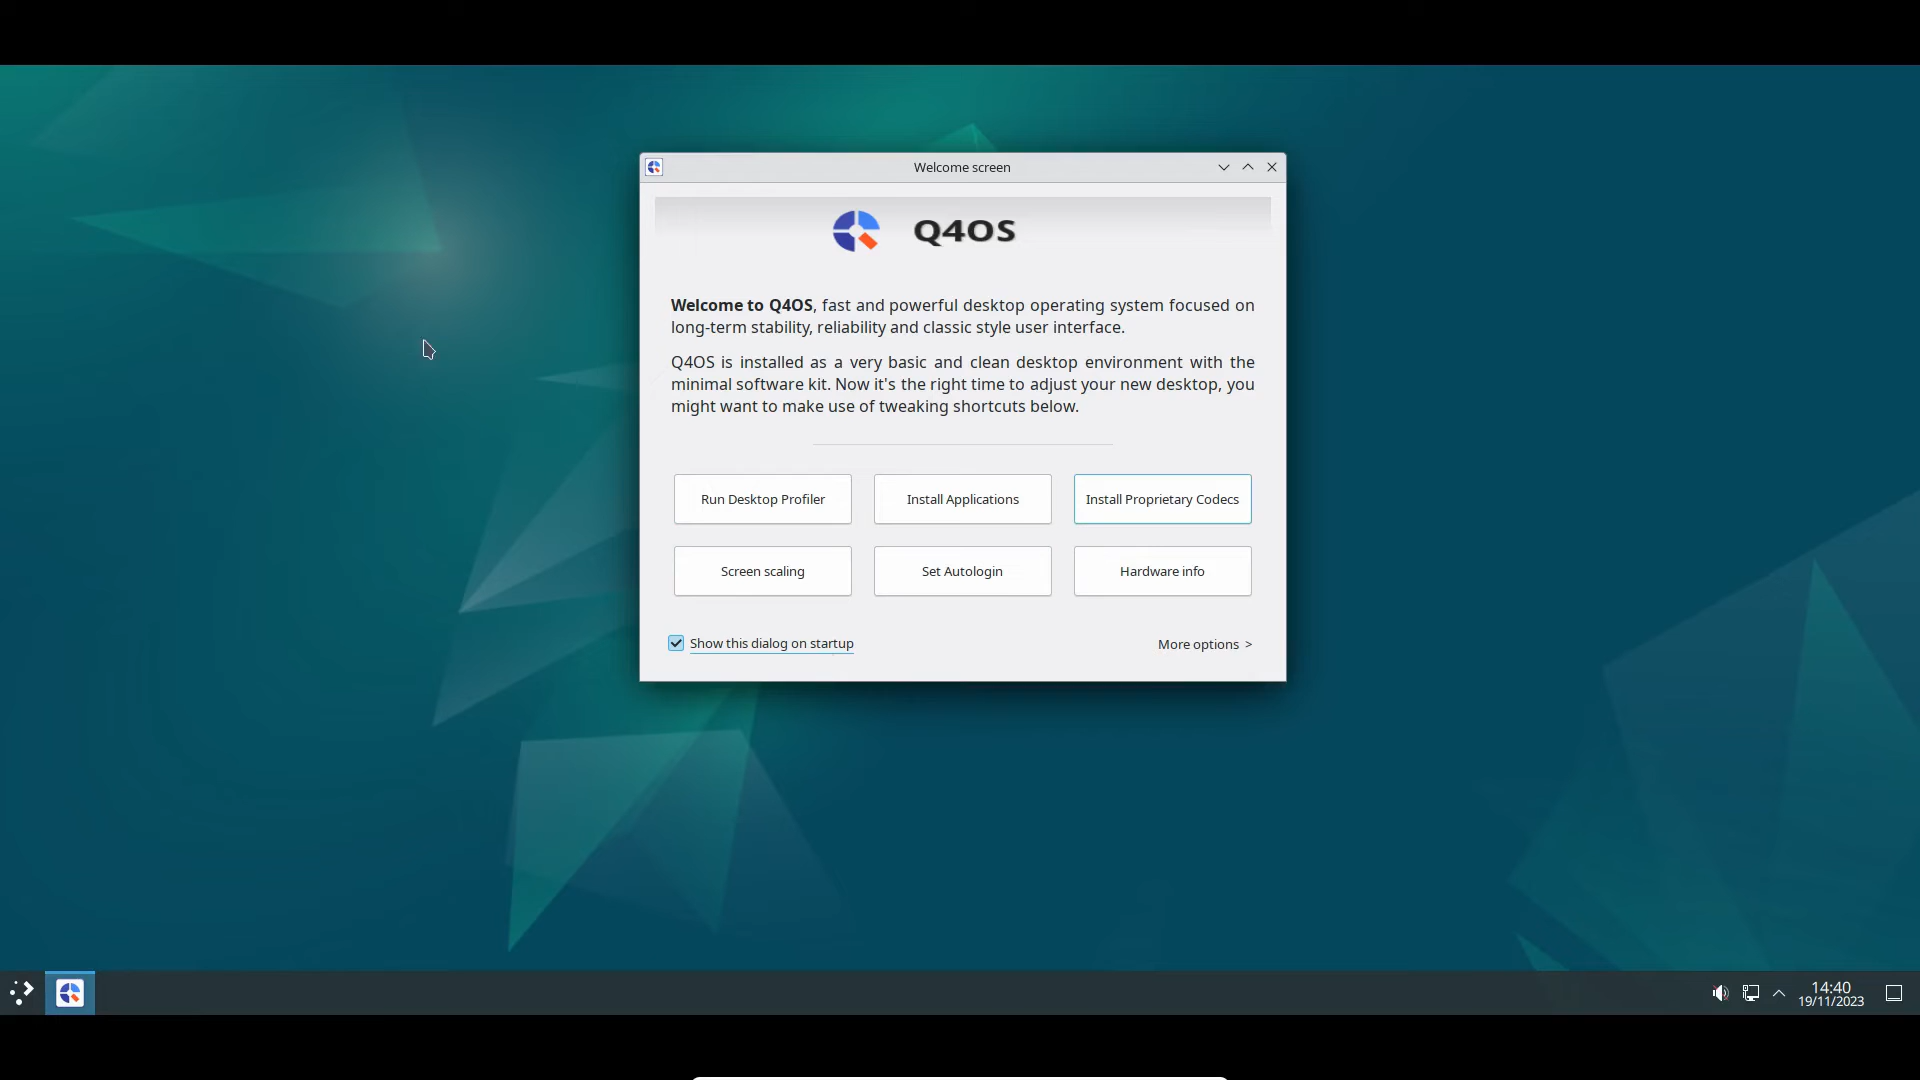 Welcome screen
Q4OS
Welcome to Q4OS, fast and powerful desktop operating system focused on
long-term stability, reliability and classic style user interface.
Q4OS is installed as a very basic and clean desktop environment with the
minimal software kit. Now it's the right time to adjust your new desktop, you
might want to make use of tweaking shortcuts below.
Run Desktop Profiler
Install Applications
Install Proprietary Codecs
Screen scaling
Set Autologin
Hardware info
Show this dialog on startup
More options >
14:40
19/11/2023